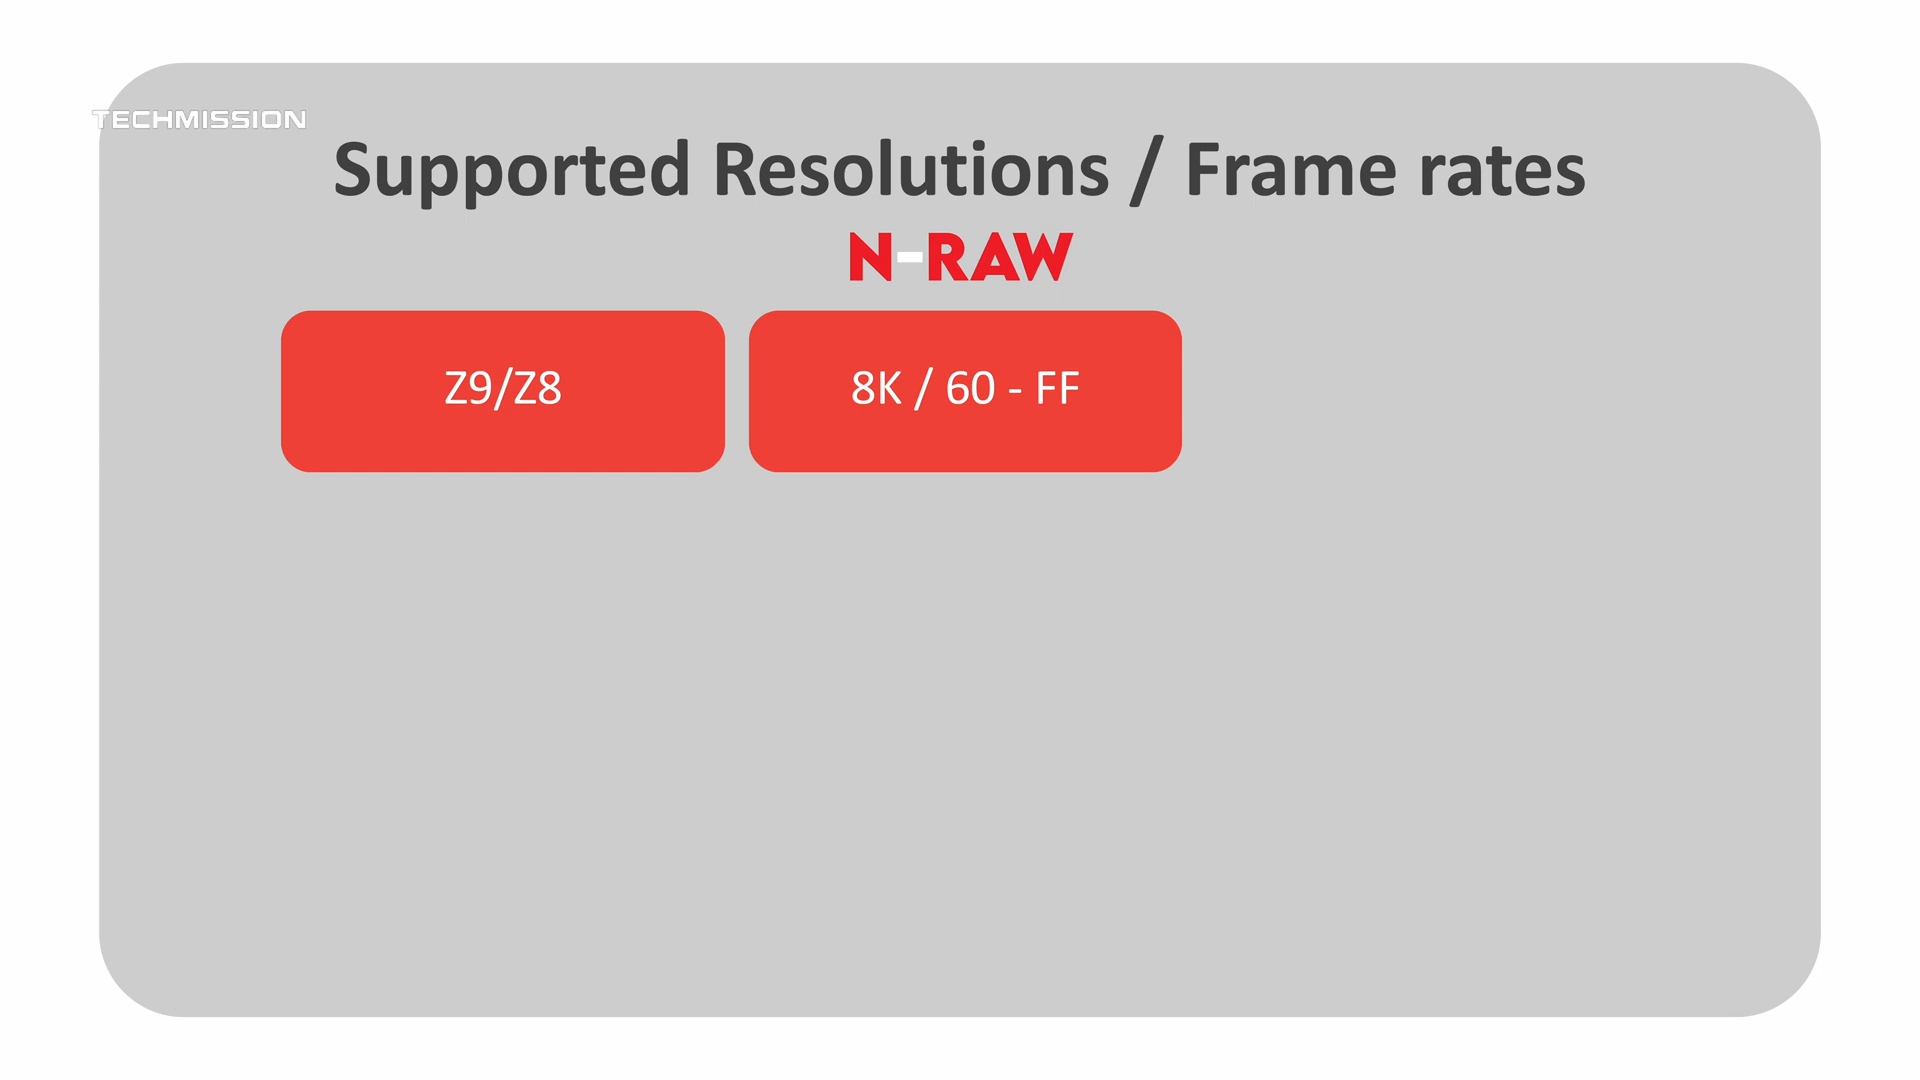 TECHMISSION
Supported Resolutions / Frame rates
N-RAW
Z9/Z8
8K / 60 - FF